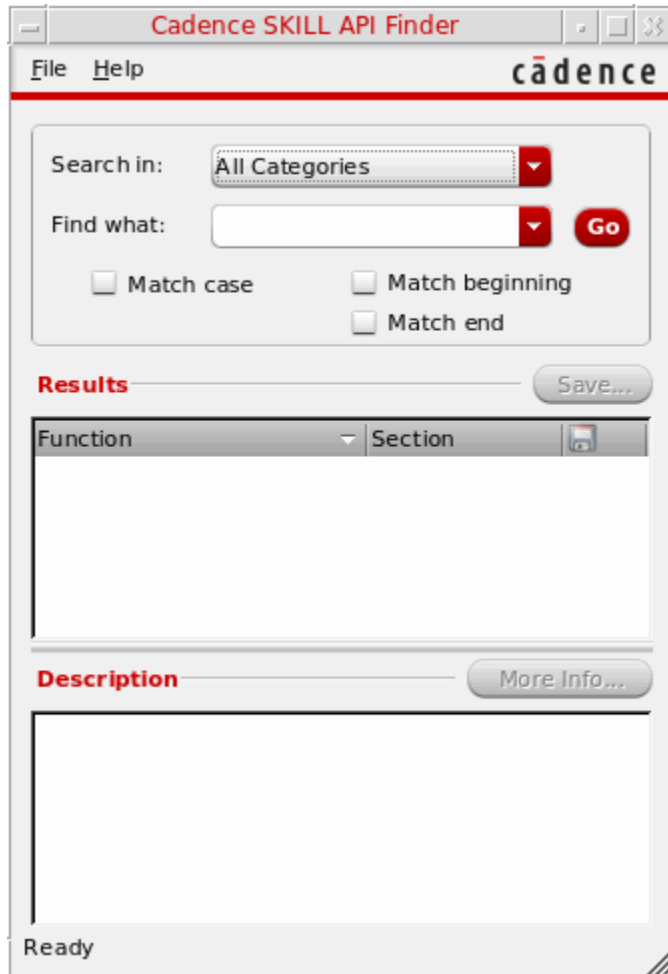 Cadence SKILL API Finder
File Help cādence
Search in: All Categories
Find what: Go
Match case Match beginning
Match end
Results Save...
Function Section
Description More Info...
Ready